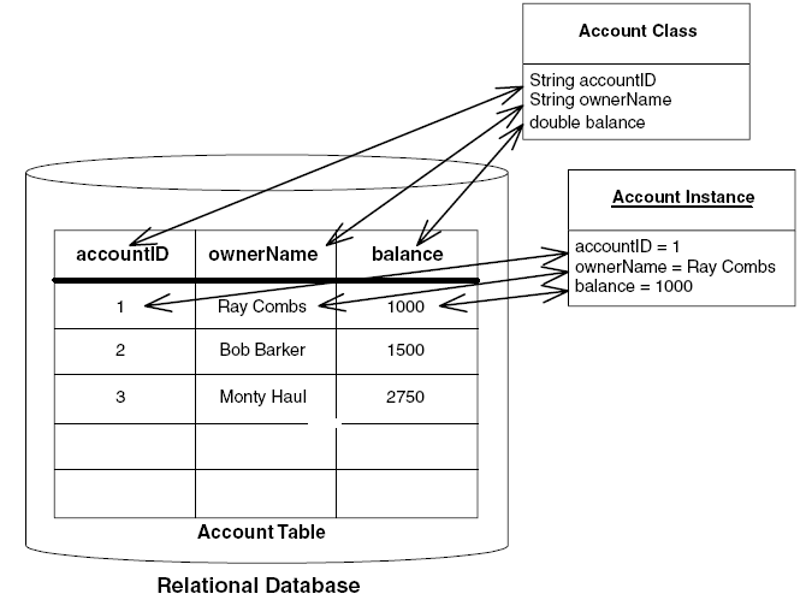 Account Class
String accountID
String ownerName
double balance
Account Instance
accountID = 1
ownerName = Ray Combs
balance = 1000
accountID ownerName balance
1 Ray Combs 1000
2 Bob Barker 1500
3 Monty Haul 2750
Account Table
Relational Database